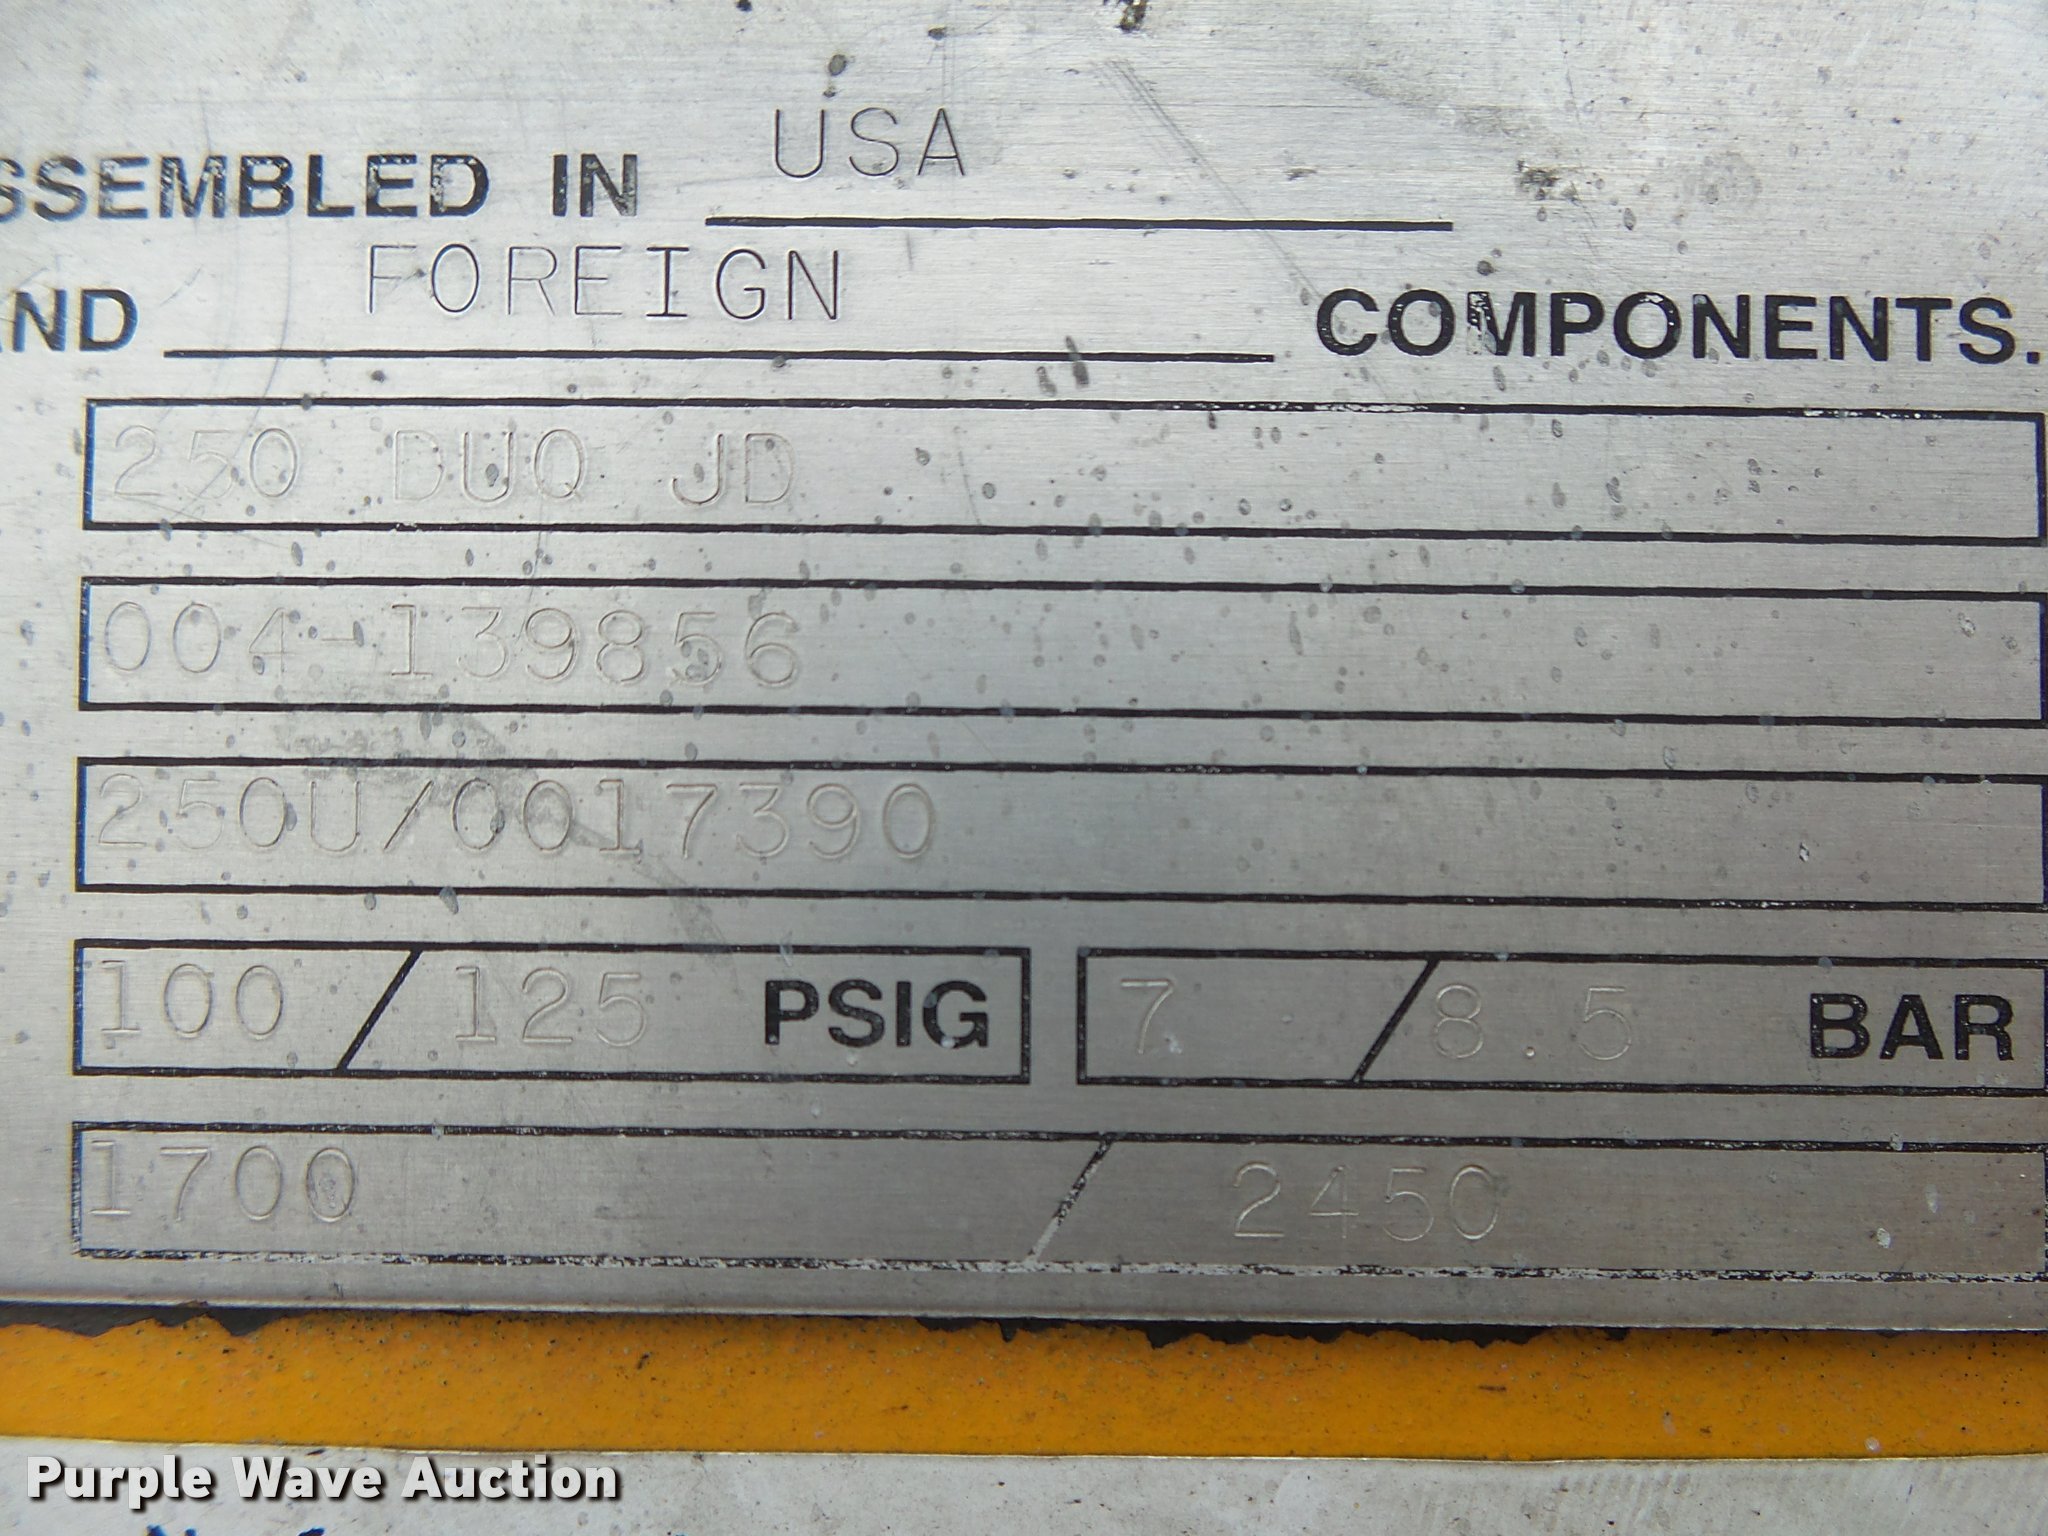 SSEMBLED IN USA
AND FOREIGN COMPONENTS.
250 DUO JD
004-139856
250U/0017390
100 / 125 PSIG 7 / 8.5 BAR
1700 / 2450
Purple Wave Auction